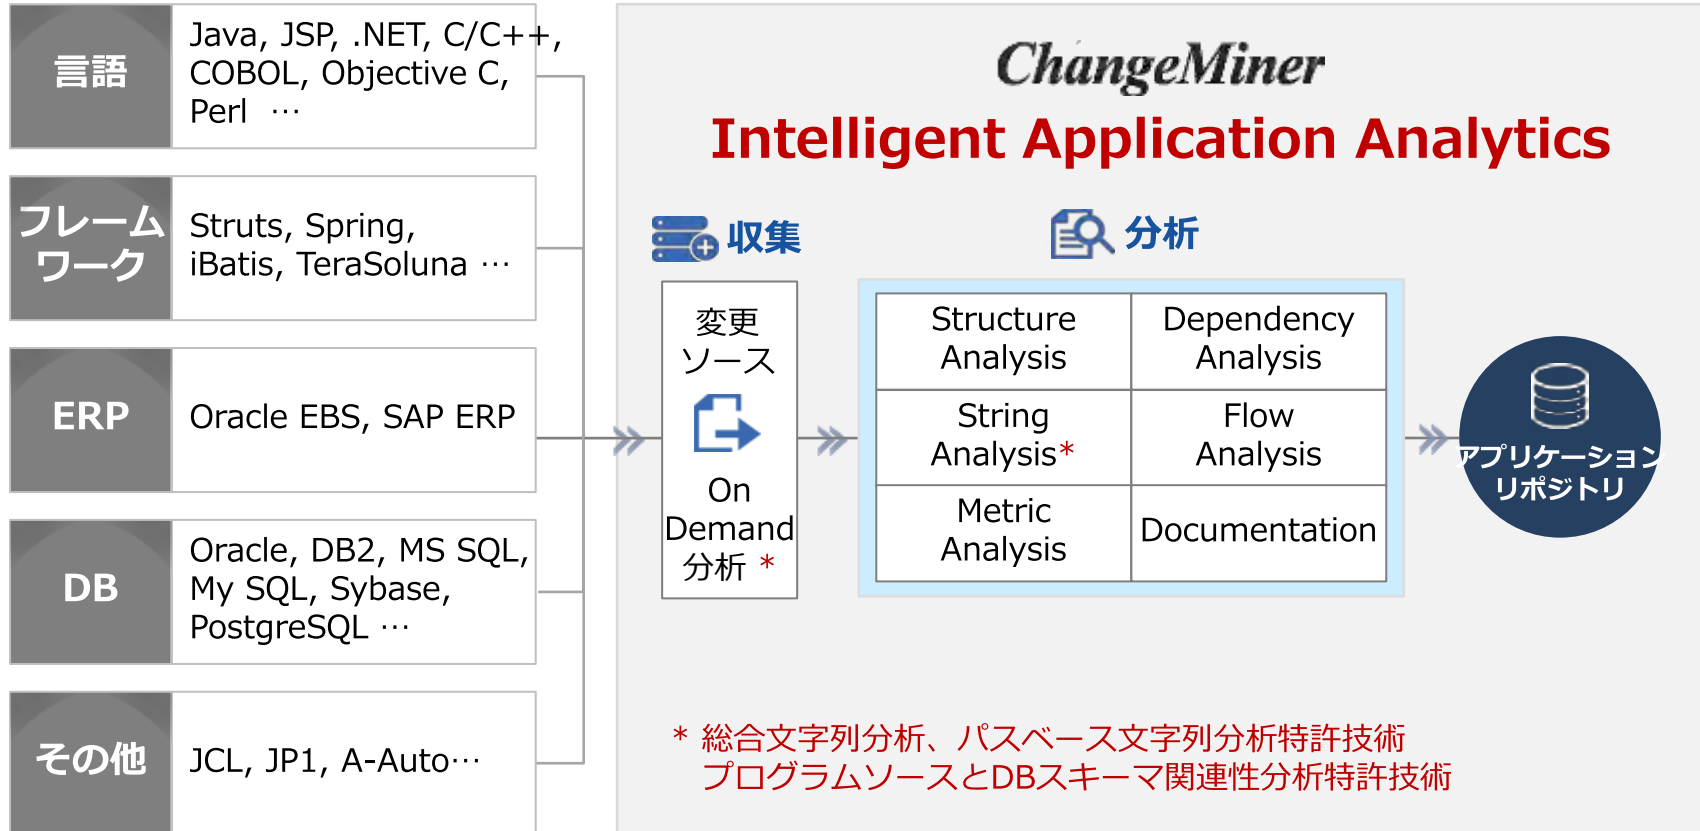 言語
Java, JSP, .NET, C/C++,
COBOL, Objective C,
Perl …
フレーム
ワーク
Struts, Spring,
iBatis, TeraSoluna …
ERP
Oracle EBS, SAP ERP
DB
Oracle, DB2, MS SQL,
My SQL, Sybase,
PostgreSQL …
その他
JCL, JP1, A-Auto…
ChangeMiner
Intelligent Application Analytics
収集
変更
ソース
On
Demand
分析 *
分析
Structure
Analysis
Dependency
Analysis
String
Analysis*
Flow
Analysis
Metric
Analysis
Documentation
アプリケーション
リポジトリ
* 総合文字列分析、パスベース文字列分析特許技術
プログラムソースとDBスキーマ関連性分析特許技術